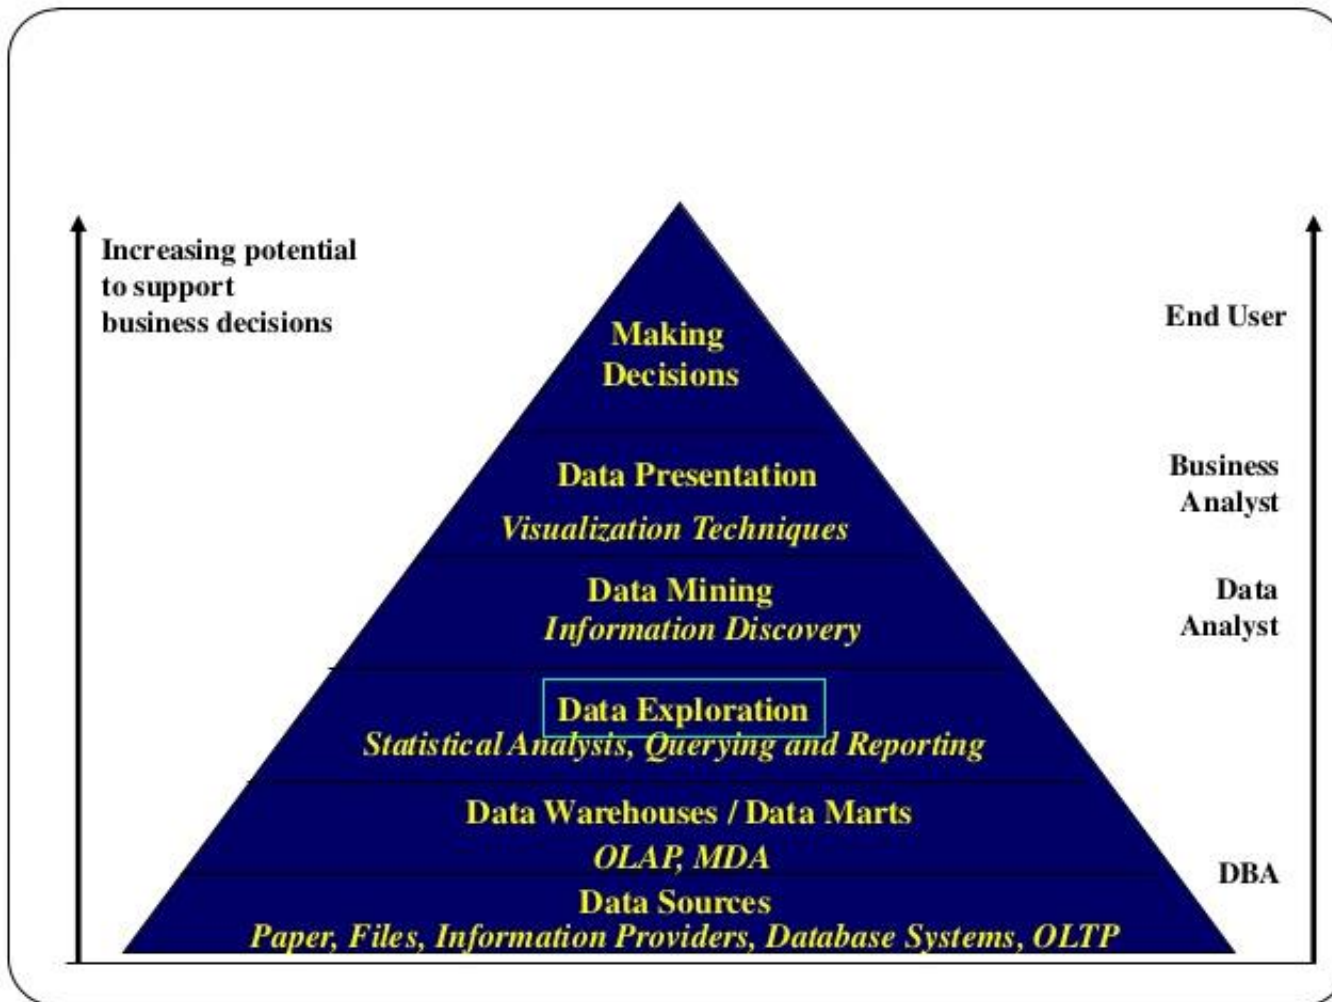 Increasing potential
to support
business decisions
Making
Decisions
Data Presentation
Visualization Techniques
Data Mining
Information Discovery
Data Exploration
Statistical Analysis, Querying and Reporting
Data Warehouses / Data Marts
OLAP, MDA
Data Sources
Paper, Files, Information Providers, Database Systems, OLTP
End User
Business
Analyst
Data
Analyst
DBA